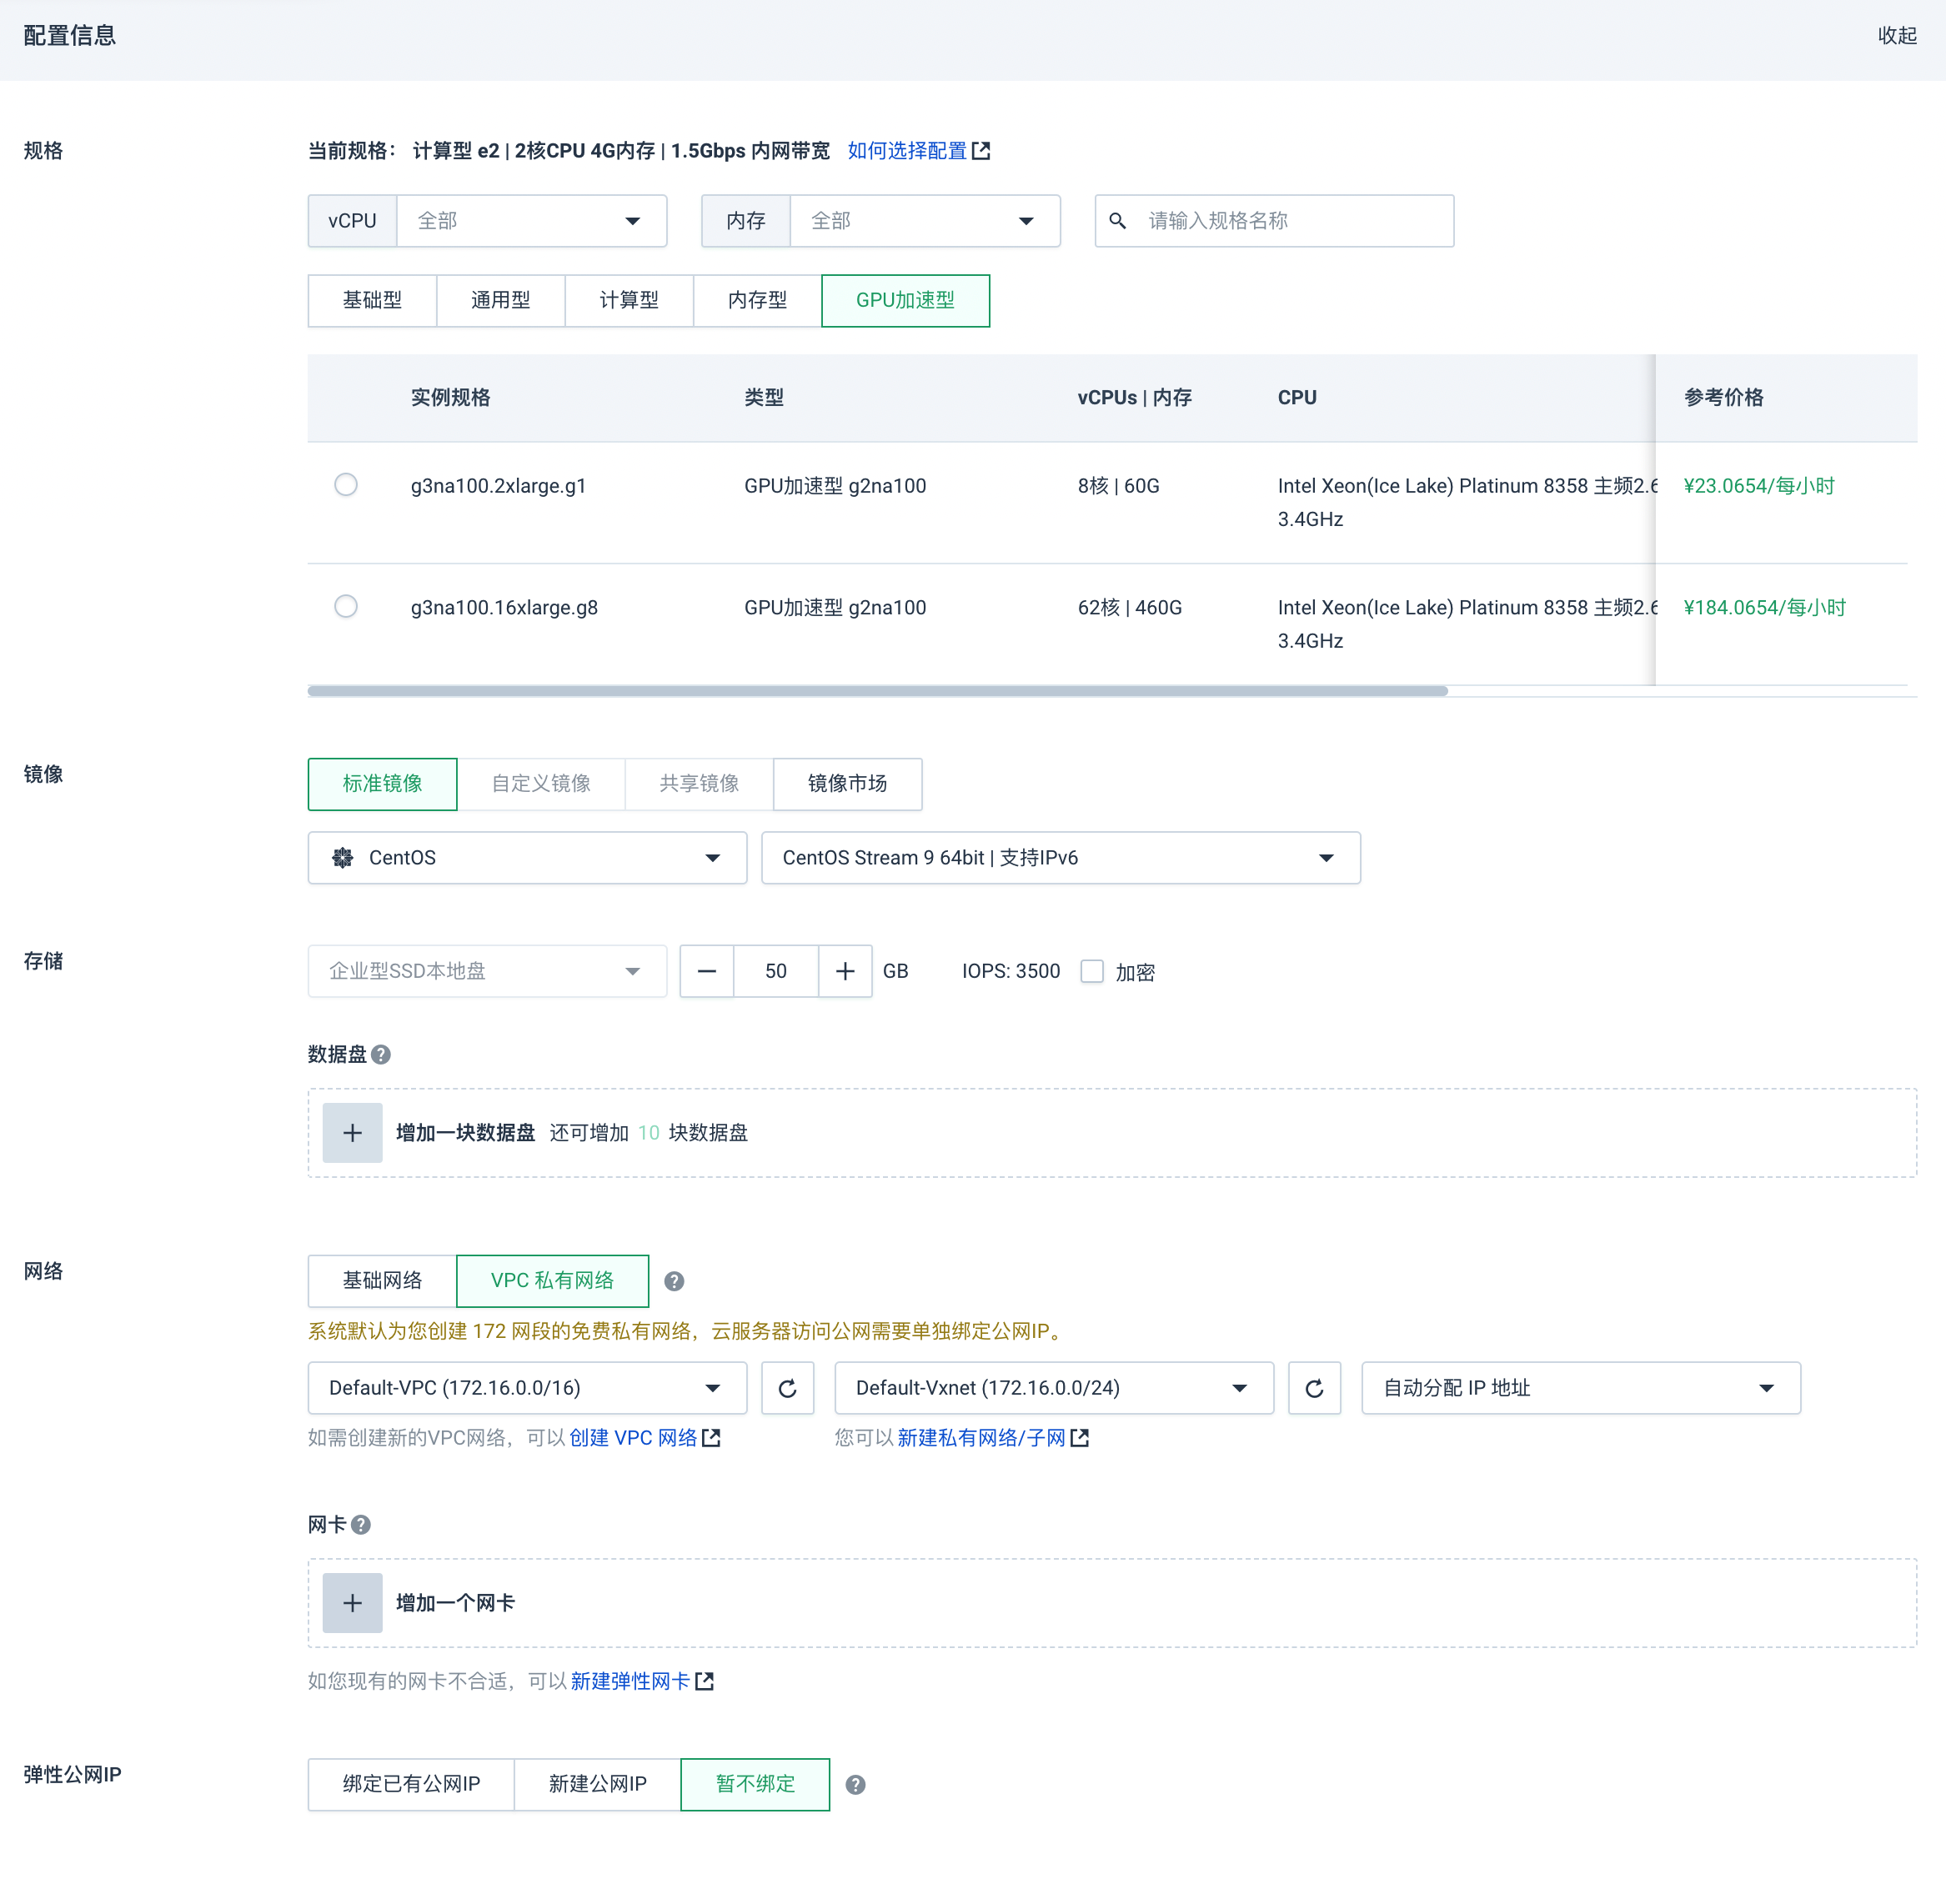 配置信息
收起
规格
当前规格： 计算型 e2 | 2核CPU 4G内存 | 1.5Gbps 内网带宽 如何选择配置
vCPU 全部 内存 全部 请输入规格名称
基础型 通用型 计算型 内存型 GPU加速型
实例规格 类型 vCPUs | 内存 CPU 参考价格
g3na100.2xlarge.g1 GPU加速型 g2na100 8核 | 60G Intel Xeon(Ice Lake) Platinum 8358 主频2.6 ¥23.0654/每小时
3.4GHz
g3na100.16xlarge.g8 GPU加速型 g2na100 62核 | 460G Intel Xeon(Ice Lake) Platinum 8358 主频2.6 ¥184.0654/每小时
3.4GHz
镜像
标准镜像 自定义镜像 共享镜像 镜像市场
CentOS CentOS Stream 9 64bit | 支持IPv6
存储
企业型SSD本地盘 50 GB IOPS: 3500 加密
数据盘
增加一块数据盘 还可增加 10 块数据盘
网络
基础网络 VPC 私有网络
系统默认为您创建 172 网段的免费私有网络，云服务器访问公网需要单独绑定公网IP。
Default-VPC (172.16.0.0/16) Default-Vxnet (172.16.0.0/24) 自动分配 IP 地址
如需创建新的VPC网络，可以 创建 VPC 网络 您可以 新建私有网络/子网
网卡
增加一个网卡
如您现有的网卡不合适，可以 新建弹性网卡
弹性公网IP
绑定已有公网IP 新建公网IP 暂不绑定